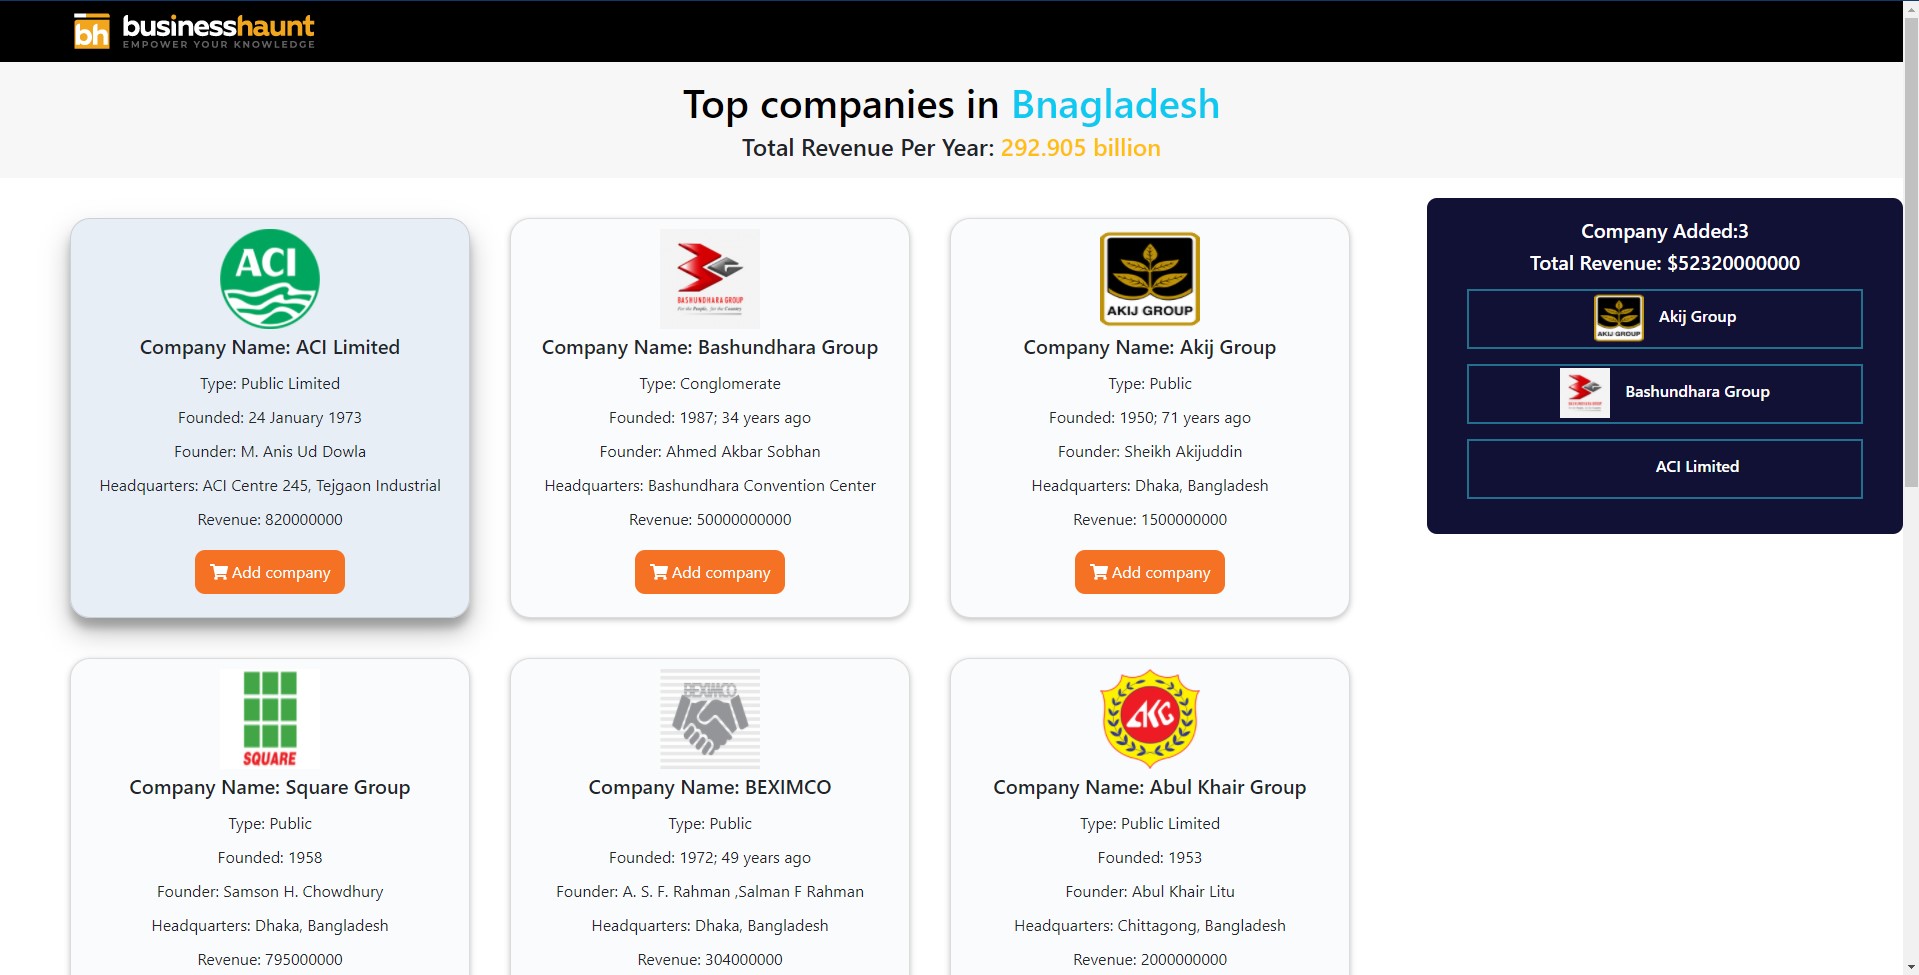 bh businesshaunt
EMPOWER YOUR KNOWLEDGE
Top companies in Bnagladesh
Total Revenue Per Year: 292.905 billion
ACI
Company Name: ACI Limited
Type: Public Limited
Founded: 24 January 1973
Founder: M. Anis Ud Dowla
Headquarters: ACI Centre 245, Tejgaon Industrial
Revenue: 820000000
Add company
BASHUNDHARA GROUP
For the People, for the Country
Company Name: Bashundhara Group
Type: Conglomerate
Founded: 1987; 34 years ago
Founder: Ahmed Akbar Sobhan
Headquarters: Bashundhara Convention Center
Revenue: 50000000000
Add company
AKIJ GROUP
Company Name: Akij Group
Type: Public
Founded: 1950; 71 years ago
Founder: Sheikh Akijuddin
Headquarters: Dhaka, Bangladesh
Revenue: 1500000000
Add company
Company Added:3
Total Revenue: $52320000000
AKIJ GROUP
Akij Group
Bashundhara Group
ACI Limited
SQUARE
Company Name: Square Group
Type: Public
Founded: 1958
Founder: Samson H. Chowdhury
Headquarters: Dhaka, Bangladesh
Revenue: 795000000
BEXIMCO
Company Name: BEXIMCO
Type: Public
Founded: 1972; 49 years ago
Founder: A. S. F. Rahman ,Salman F Rahman
Headquarters: Dhaka, Bangladesh
Revenue: 304000000
AKG
Company Name: Abul Khair Group
Type: Public Limited
Founded: 1953
Founder: Abul Khair Litu
Headquarters: Chittagong, Bangladesh
Revenue: 2000000000